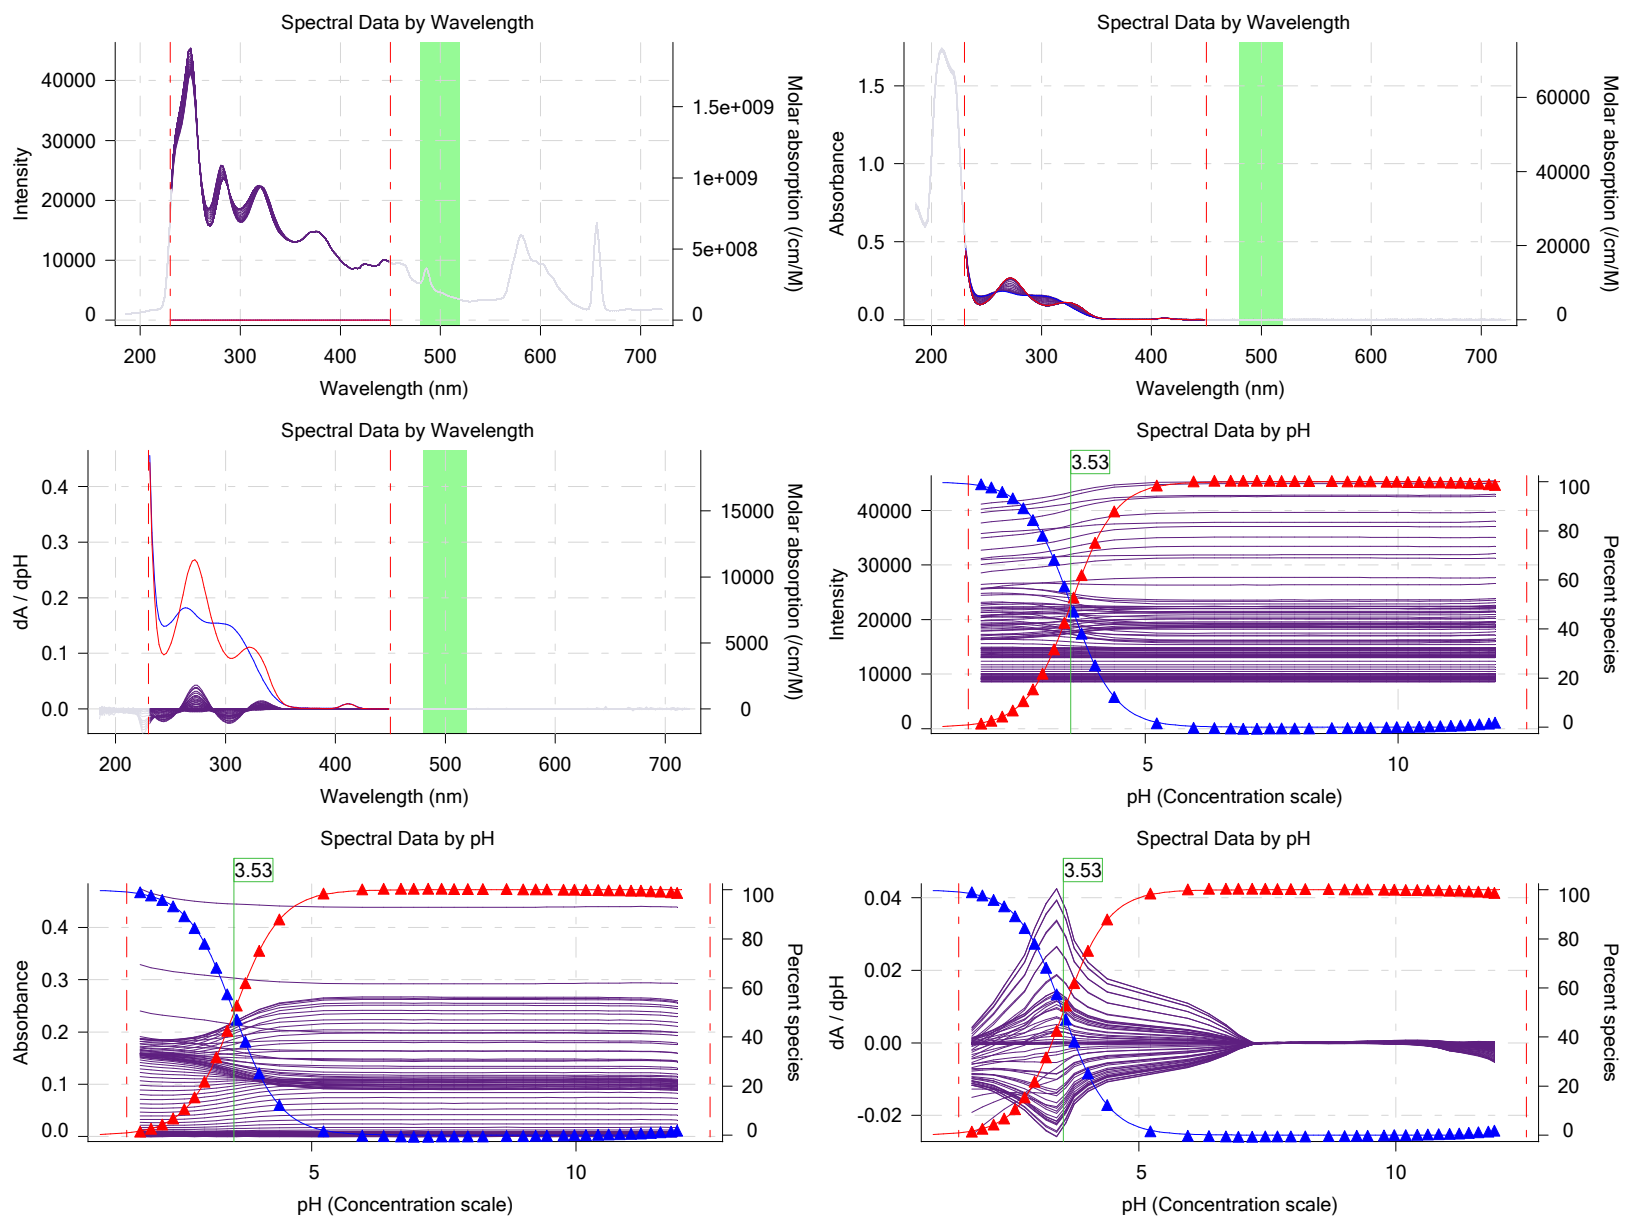 Spectral Data by Wavelength
Intensity
40000
30000
20000
10000
0
1.5e+009
1e+009
5e+008
0
Molar absorption (/cm/M)
200 300 400 500 600 700
Wavelength (nm)
Spectral Data by Wavelength
Absorbance
1.5
1.0
0.5
0.0
60000
40000
20000
0
Molar absorption (/cm/M)
200 300 400 500 600 700
Wavelength (nm)
Spectral Data by Wavelength
dA / dpH
0.4
0.3
0.2
0.1
0.0
15000
10000
5000
0
Molar absorption (/cm/M)
200 300 400 500 600 700
Wavelength (nm)
Spectral Data by pH
3.53
Intensity
40000
30000
20000
10000
0
100
80
60
40
20
0
Percent species
5 10
pH (Concentration scale)
Spectral Data by pH
3.53
Absorbance
0.4
0.3
0.2
0.1
0.0
100
80
60
40
20
0
Percent species
5 10
pH (Concentration scale)
Spectral Data by pH
3.53
dA / dpH
0.04
0.02
0.00
-0.02
100
80
60
40
20
0
Percent species
5 10
pH (Concentration scale)